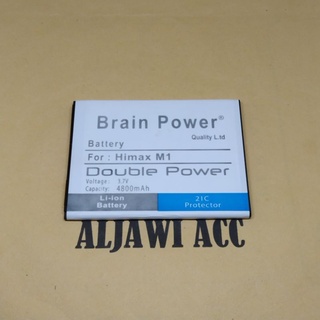 Brain Power®
Quality Ltd
Battery
For : Himax M1
Double Power
Voltage: 3.7V
Capacity: 4800mAh
Li-ion
Battery
2IC
Protector
ALJAWI ACC